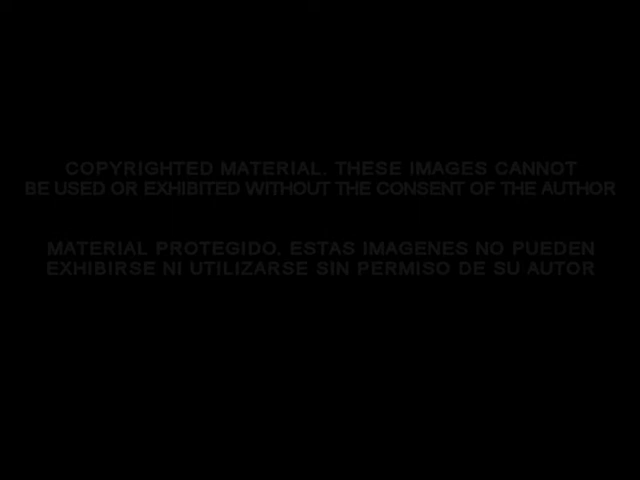 COPYRIGHTED MATERIAL. THESE IMAGES CANNOT
BE USED OR EXHIBITED WITHOUT THE CONSENT OF THE AUTHOR
MATERIAL PROTEGIDO. ESTAS IMAGENES NO PUEDEN
EXHIBIRSE NI UTILIZARSE SIN PERMISO DE SU AUTOR